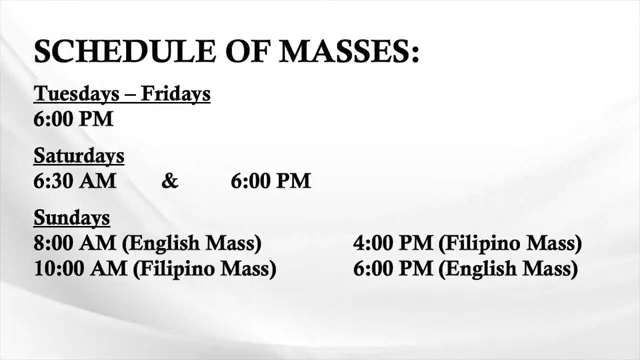 SCHEDULE OF MASSES:
Tuesdays – Fridays
6:00 PM
Saturdays
6:30 AM & 6:00 PM
Sundays
8:00 AM (English Mass) 4:00 PM (Filipino Mass)
10:00 AM (Filipino Mass) 6:00 PM (English Mass)